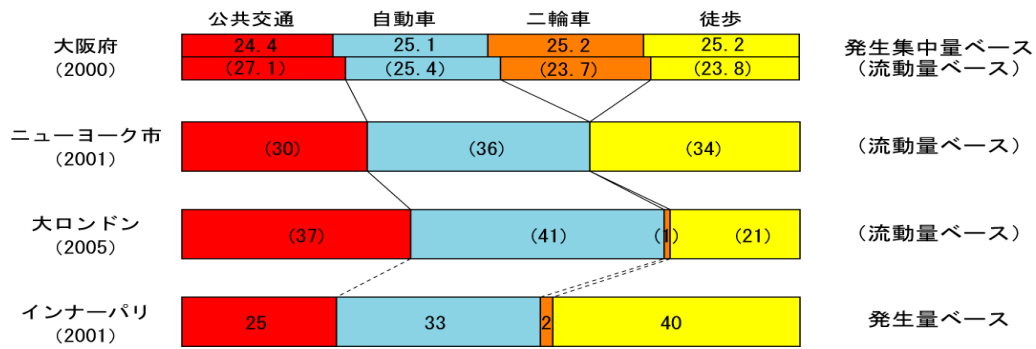 公共交通 自動車 二輪車 徒歩
大阪府 24.4 25.1 25.2 25.2 発生集中量ベース
(2000) (27.1) (25.4) (23.7) (23.8) (流動量ベース)
ニューヨーク市 (30) (36) (34) (流動量ベース)
(2001)
大ロンドン (37) (41) (1) (21) (流動量ベース)
(2005)
インナーパリ 25 33 2 40 発生量ベース
(2001)